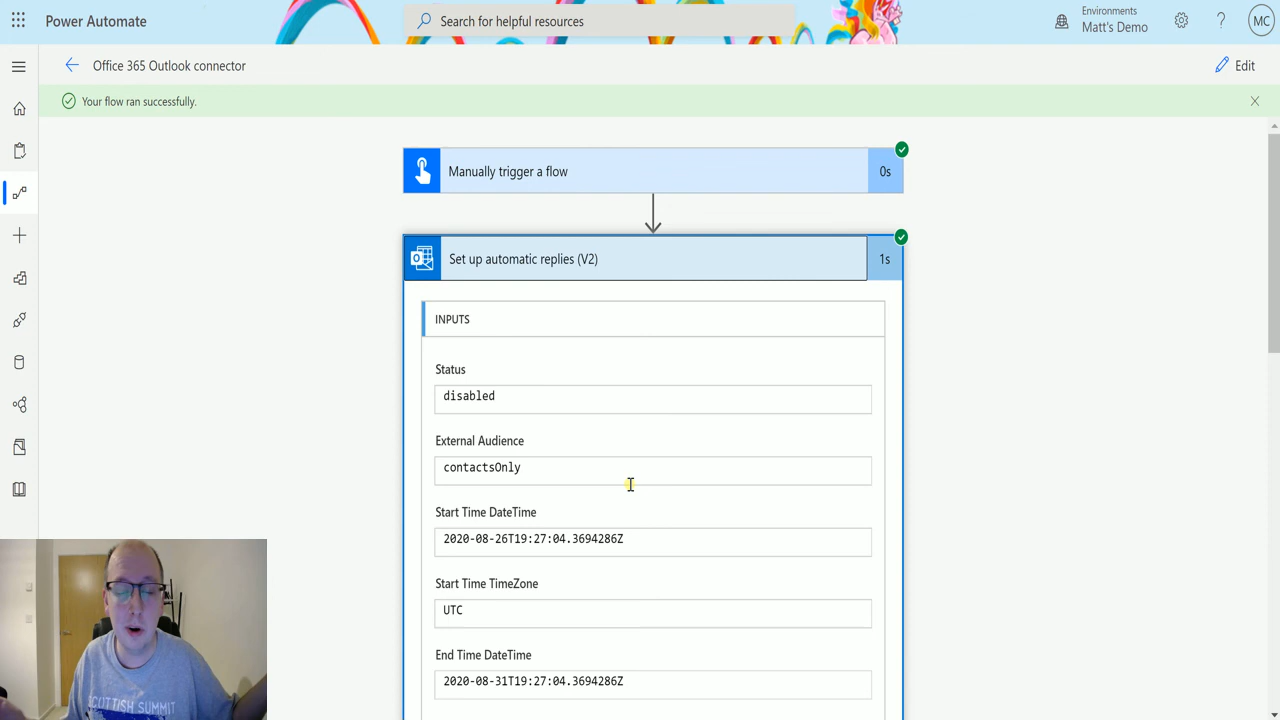 Power Automate
Search for helpful resources
Environments
Matt's Demo
?
MC
Office 365 Outlook connector
Edit
Your flow ran successfully.
Manually trigger a flow
0s
Set up automatic replies (V2)
1s
INPUTS
Status
disabled
External Audience
contactsOnly
Start Time DateTime
2020-08-26T19:27:04.3694286Z
Start Time TimeZone
UTC
End Time DateTime
2020-08-31T19:27:04.3694286Z
SCOTTISH SUMMIT